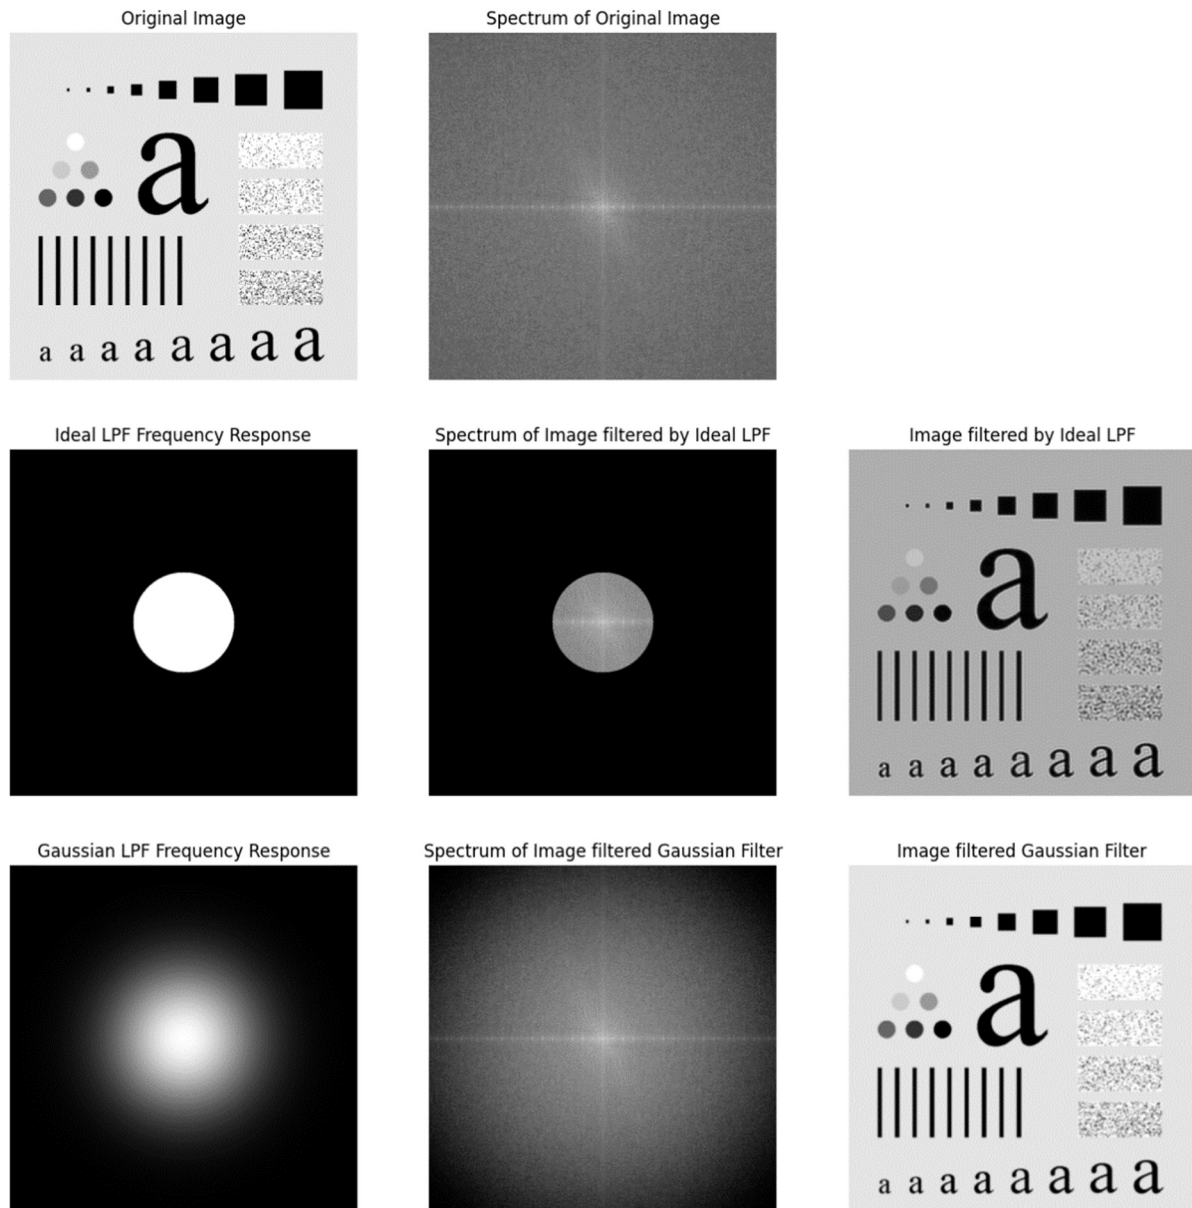 Original Image
Spectrum of Original Image
a
a a a a a a a a
Ideal LPF Frequency Response
Spectrum of Image filtered by Ideal LPF
Image filtered by Ideal LPF
a
a a a a a a a a
Gaussian LPF Frequency Response
Spectrum of Image filtered Gaussian Filter
Image filtered Gaussian Filter
a
a a a a a a a a